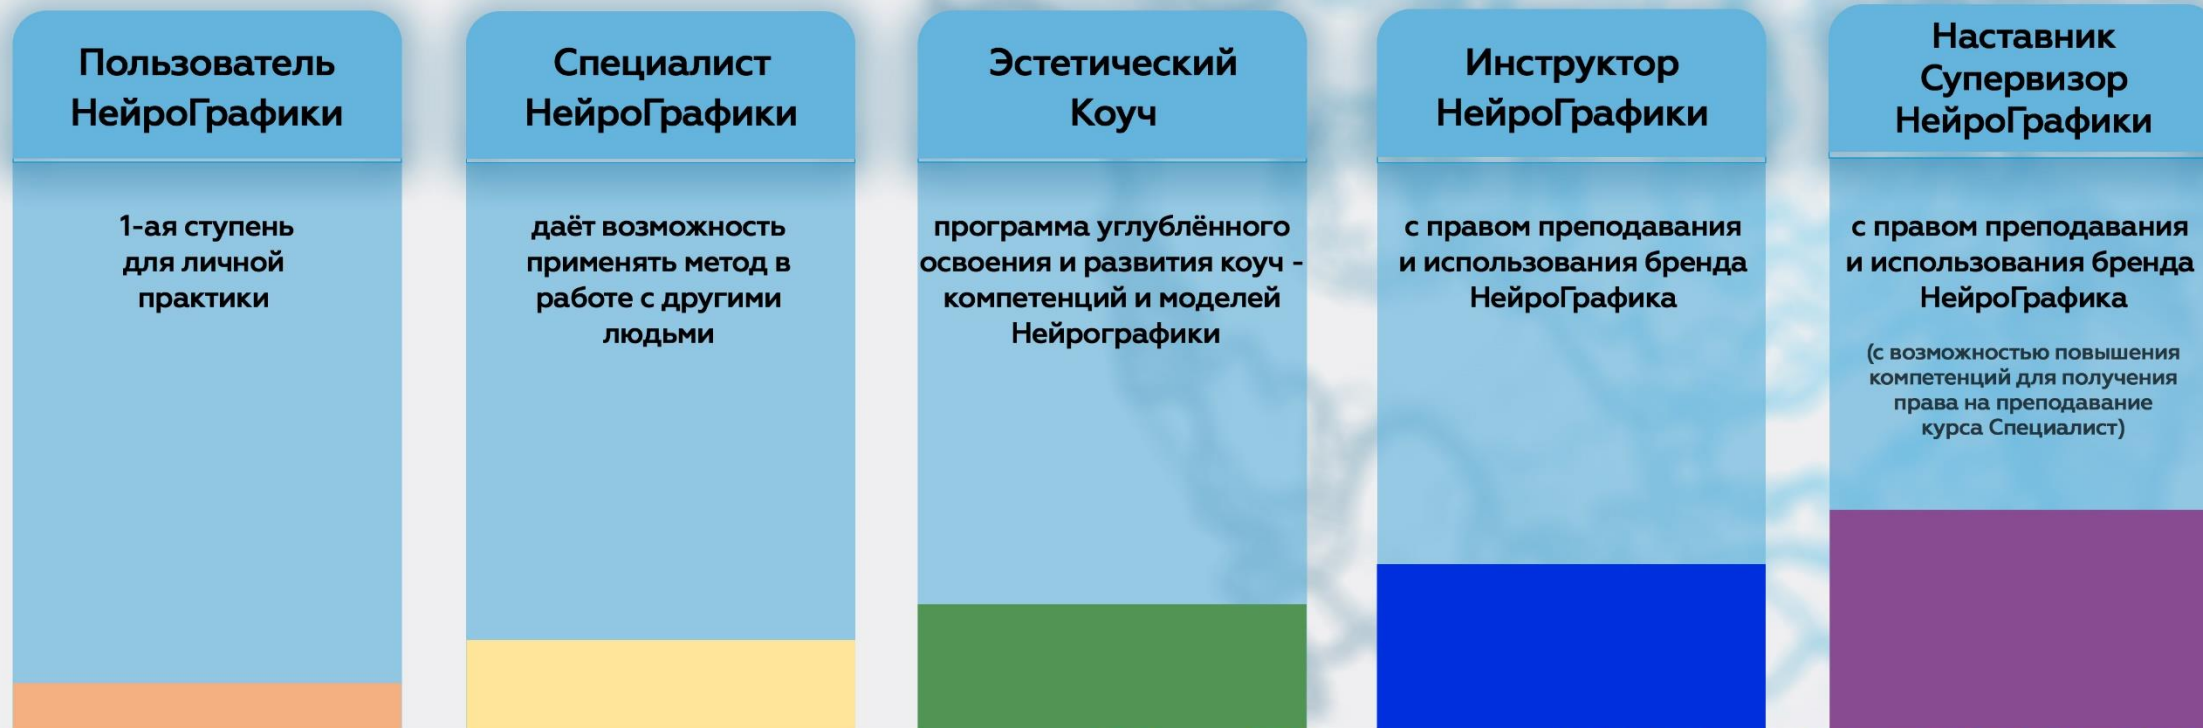 Пользователь
НейроГрафики
1-ая ступень
для личной
практики
Специалист
НейроГрафики
даёт возможность
применять метод в
работе с другими
людьми
Эстетический
Коуч
программа углублённого
освоения и развития коуч -
компетенций и моделей
Нейрографики
Инструктор
НейроГрафики
с правом преподавания
и использования бренда
НейроГрафика
Наставник
Супервизор
НейроГрафики
с правом преподавания
и использования бренда
НейроГрафика
(с возможностью повышения
компетенций для получения
права на преподавание
курса Специалист)